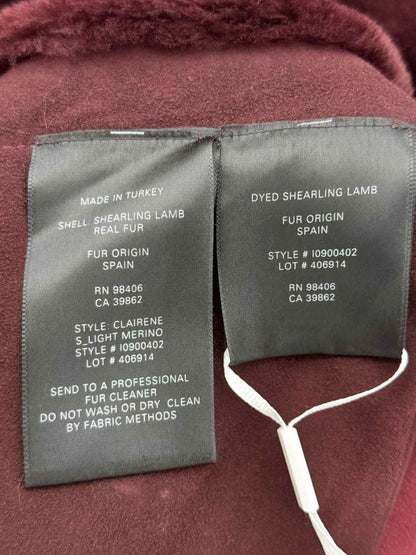 MADE IN TURKEY
SHELL: SHEARLING LAMB
REAL FUR
FUR ORIGIN
SPAIN
RN 98406
CA 39862
STYLE: CLAIRENE
S_LIGHT MERINO
STYLE # I0900402
LOT # 406914
SEND TO A PROFESSIONAL
FUR CLEANER
DO NOT WASH OR DRY CLEAN
BY FABRIC METHODS
DYED SHEARLING LAMB
FUR ORIGIN
SPAIN
STYLE # I0900402
LOT # 406914
RN 98406
CA 39862